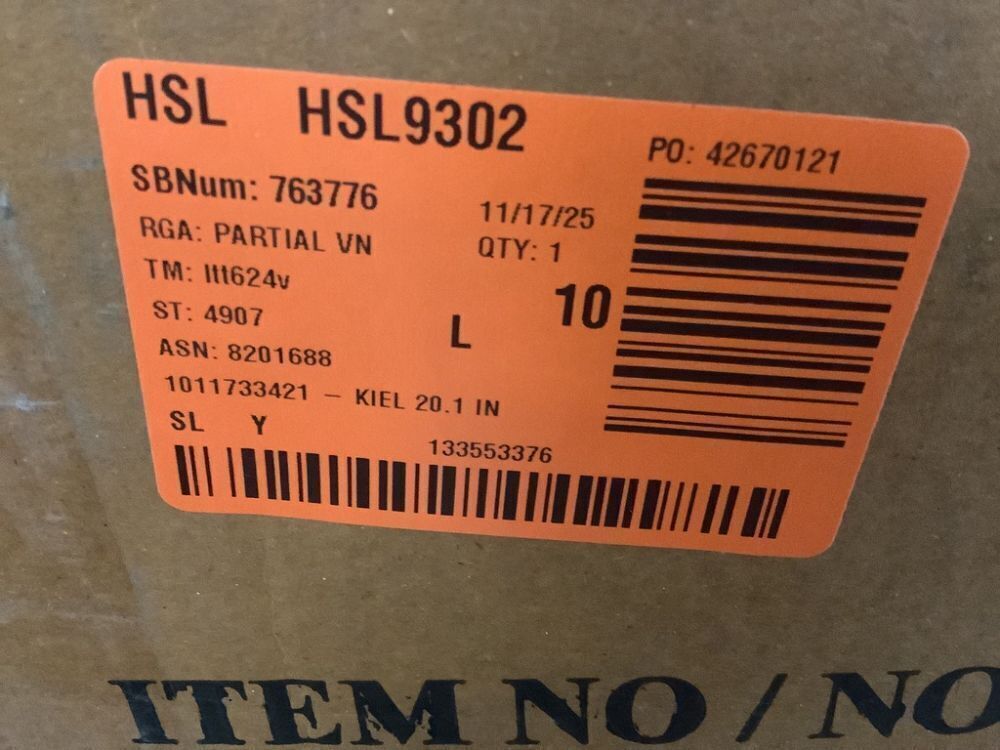 HSL HSL9302
PO: 42670121
SBNum: 763776
11/17/25
RGA: PARTIAL VN
QTY: 1
TM: ltt624v
ST: 4907
L
10
ASN: 8201688
1011733421 – KIEL 20.1 IN
SL Y
133553376
ITEM NO / NO